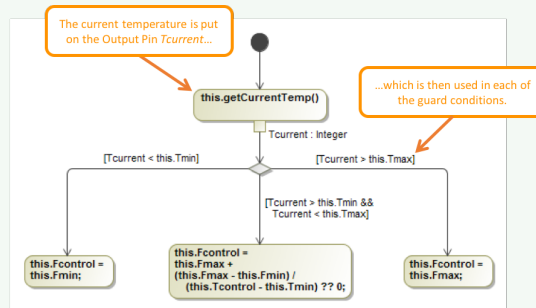 The current temperature is put
on the Output Pin Tcurrent...
...which is then used in each of
the guard conditions.
this.getCurrentTemp()
Tcurrent : Integer
[Tcurrent < this.Tmin]
[Tcurrent > this.Tmax]
[Tcurrent > this.Tmin &&
Tcurrent < this.Tmax]
this.Fcontrol =
this.Fmin;
this.Fcontrol =
this.Fmax +
(this.Fmax - this.Fmin) /
(this.Tcontrol - this.Tmin) ?? 0;
this.Fcontrol =
this.Fmax;